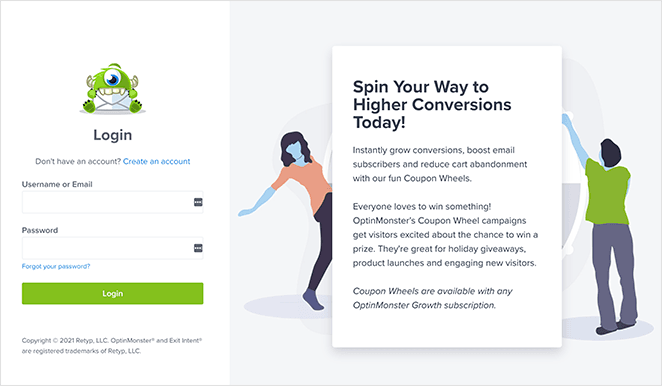 Login
Don't have an account? Create an account
Username or Email
Password
Forgot your password?
Login
Copyright © 2021 Retyp, LLC. OptinMonster® and Exit Intent®
are registered trademarks of Retyp, LLC.
Spin Your Way to
Higher Conversions
Today!
Instantly grow conversions, boost email
subscribers and reduce cart abandonment
with our fun Coupon Wheels.
Everyone loves to win something!
OptinMonster's Coupon Wheel campaigns
get visitors excited about the chance to win a
prize. They're great for holiday giveaways,
product launches and engaging new visitors.
Coupon Wheels are available with any
OptinMonster Growth subscription.